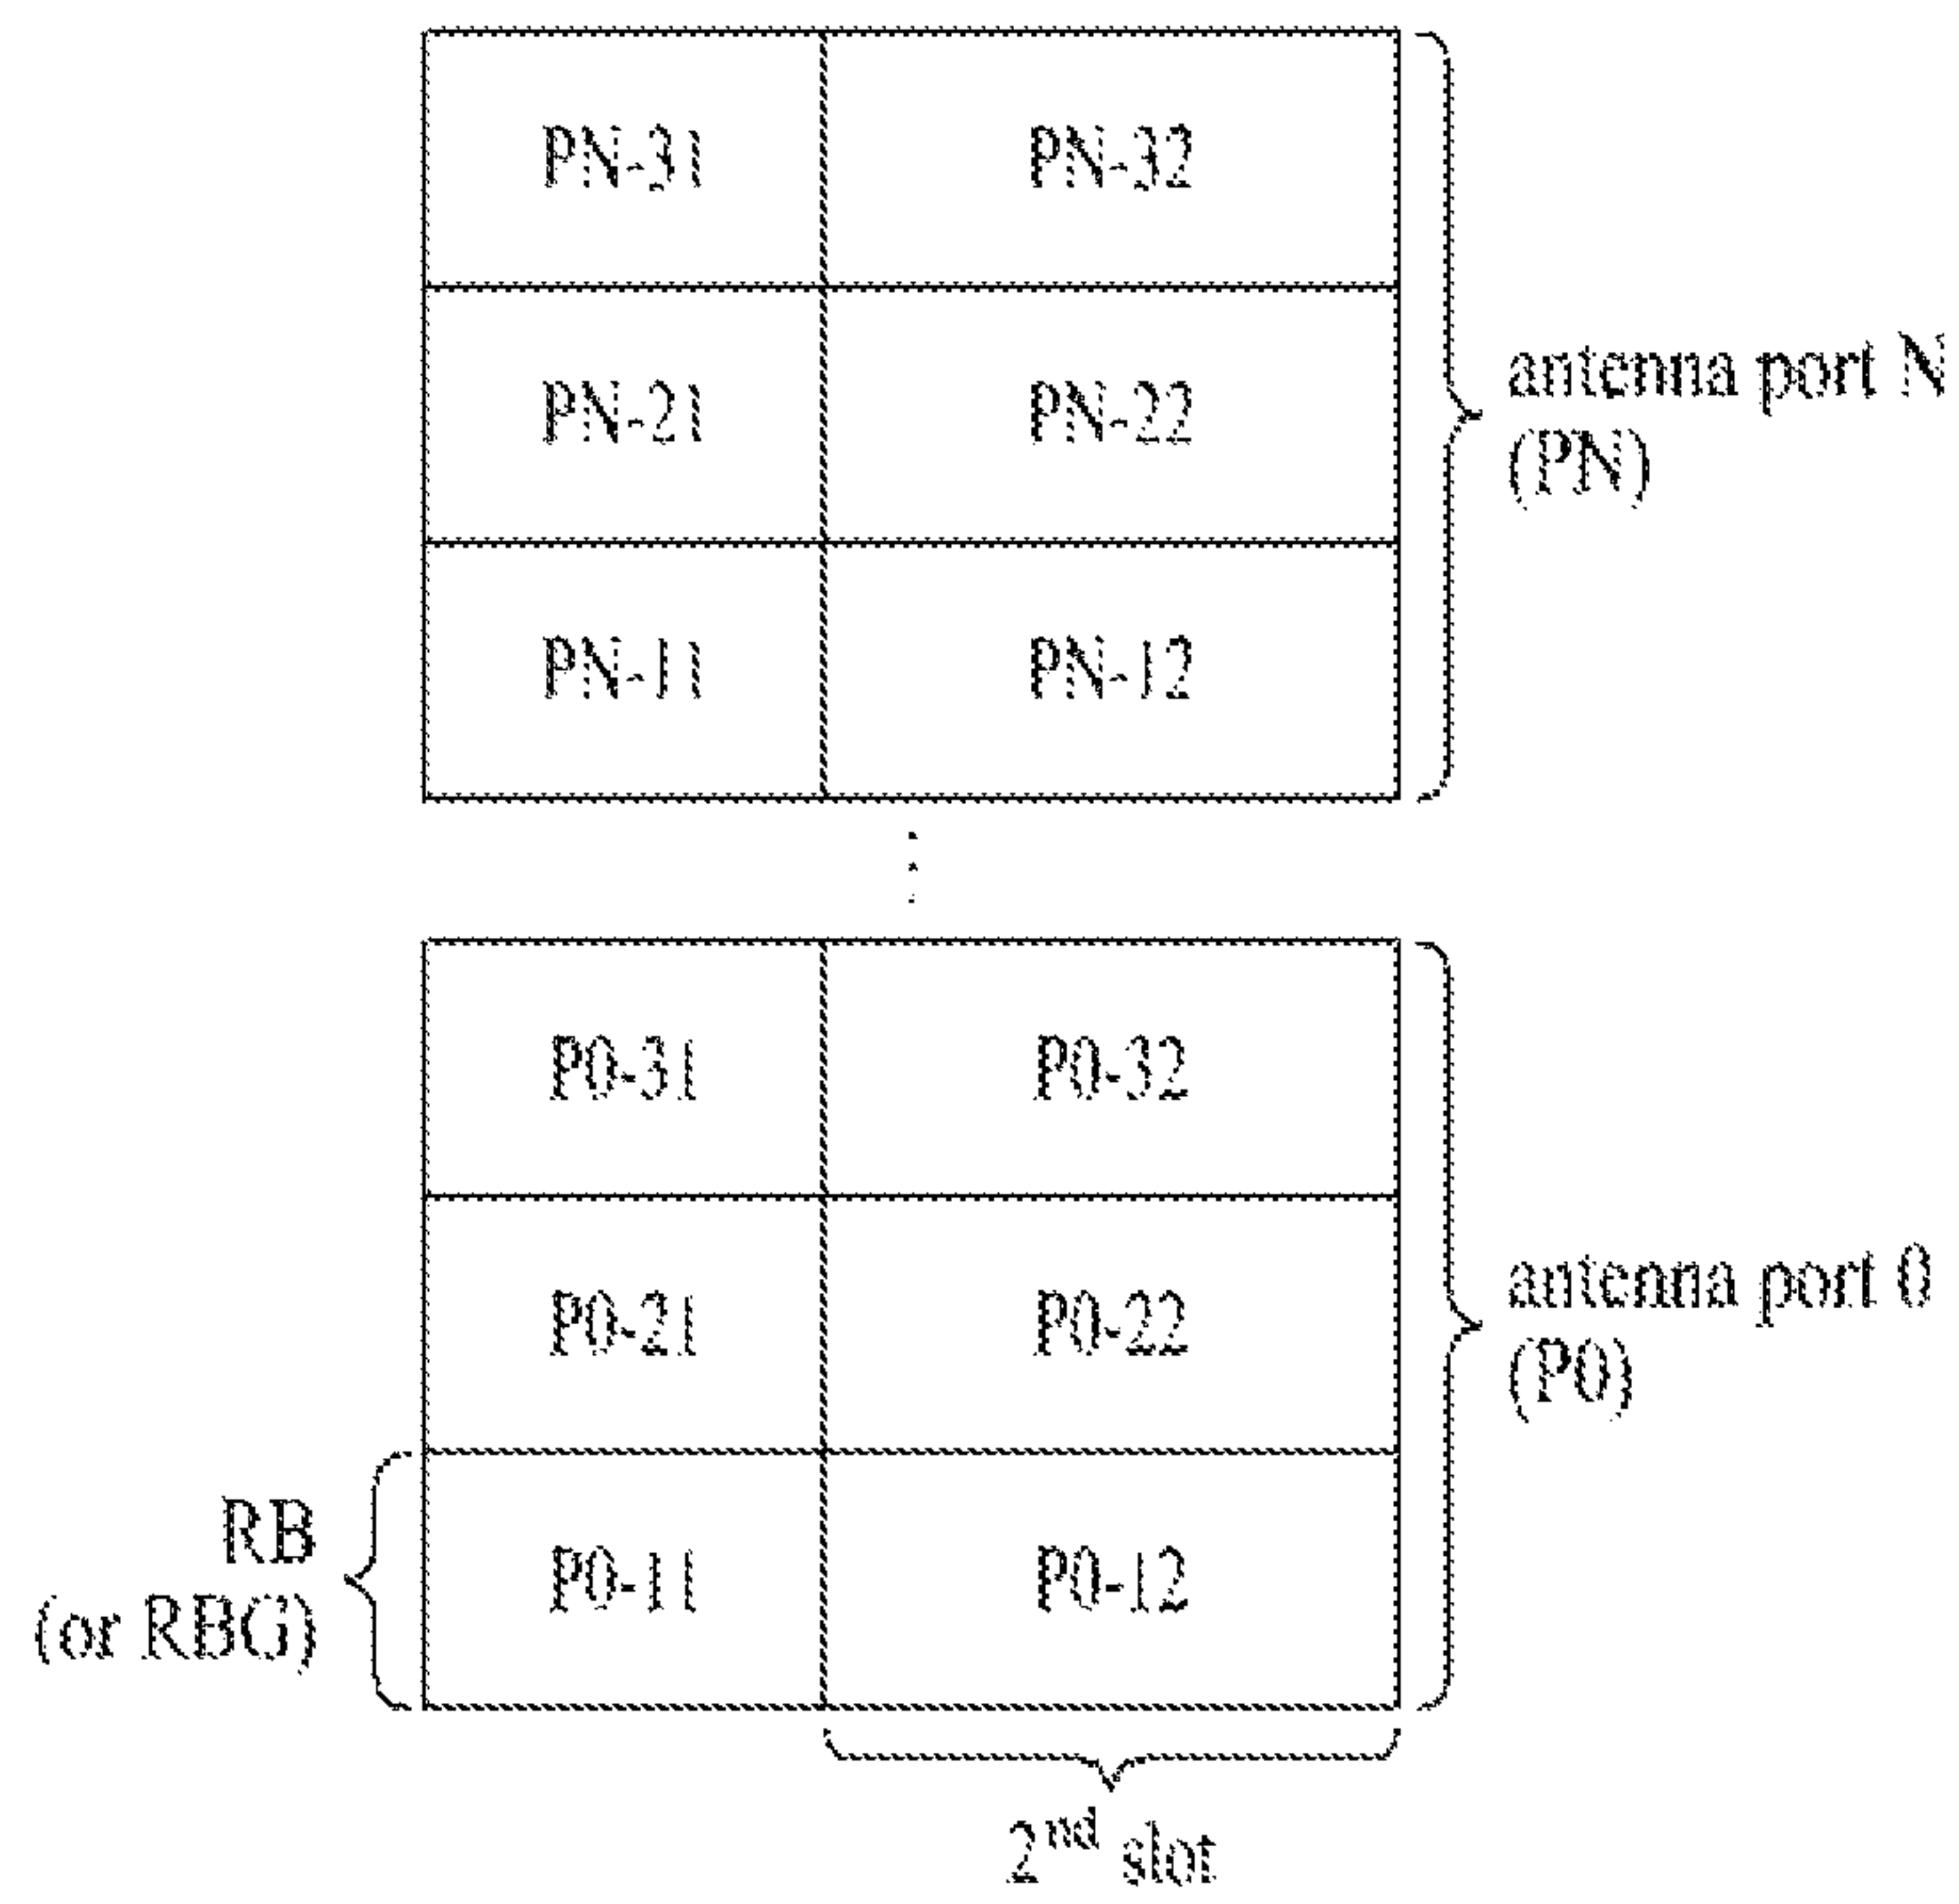 PN-31 PN-32
PN-21 PN-22
antenna port N
(PN)
PN-11 PN-12
P0-31 P0-32
P0-21 P0-22
antenna port 0
(P0)
RB
(or RBG)
P0-11 P0-12
2nd slot